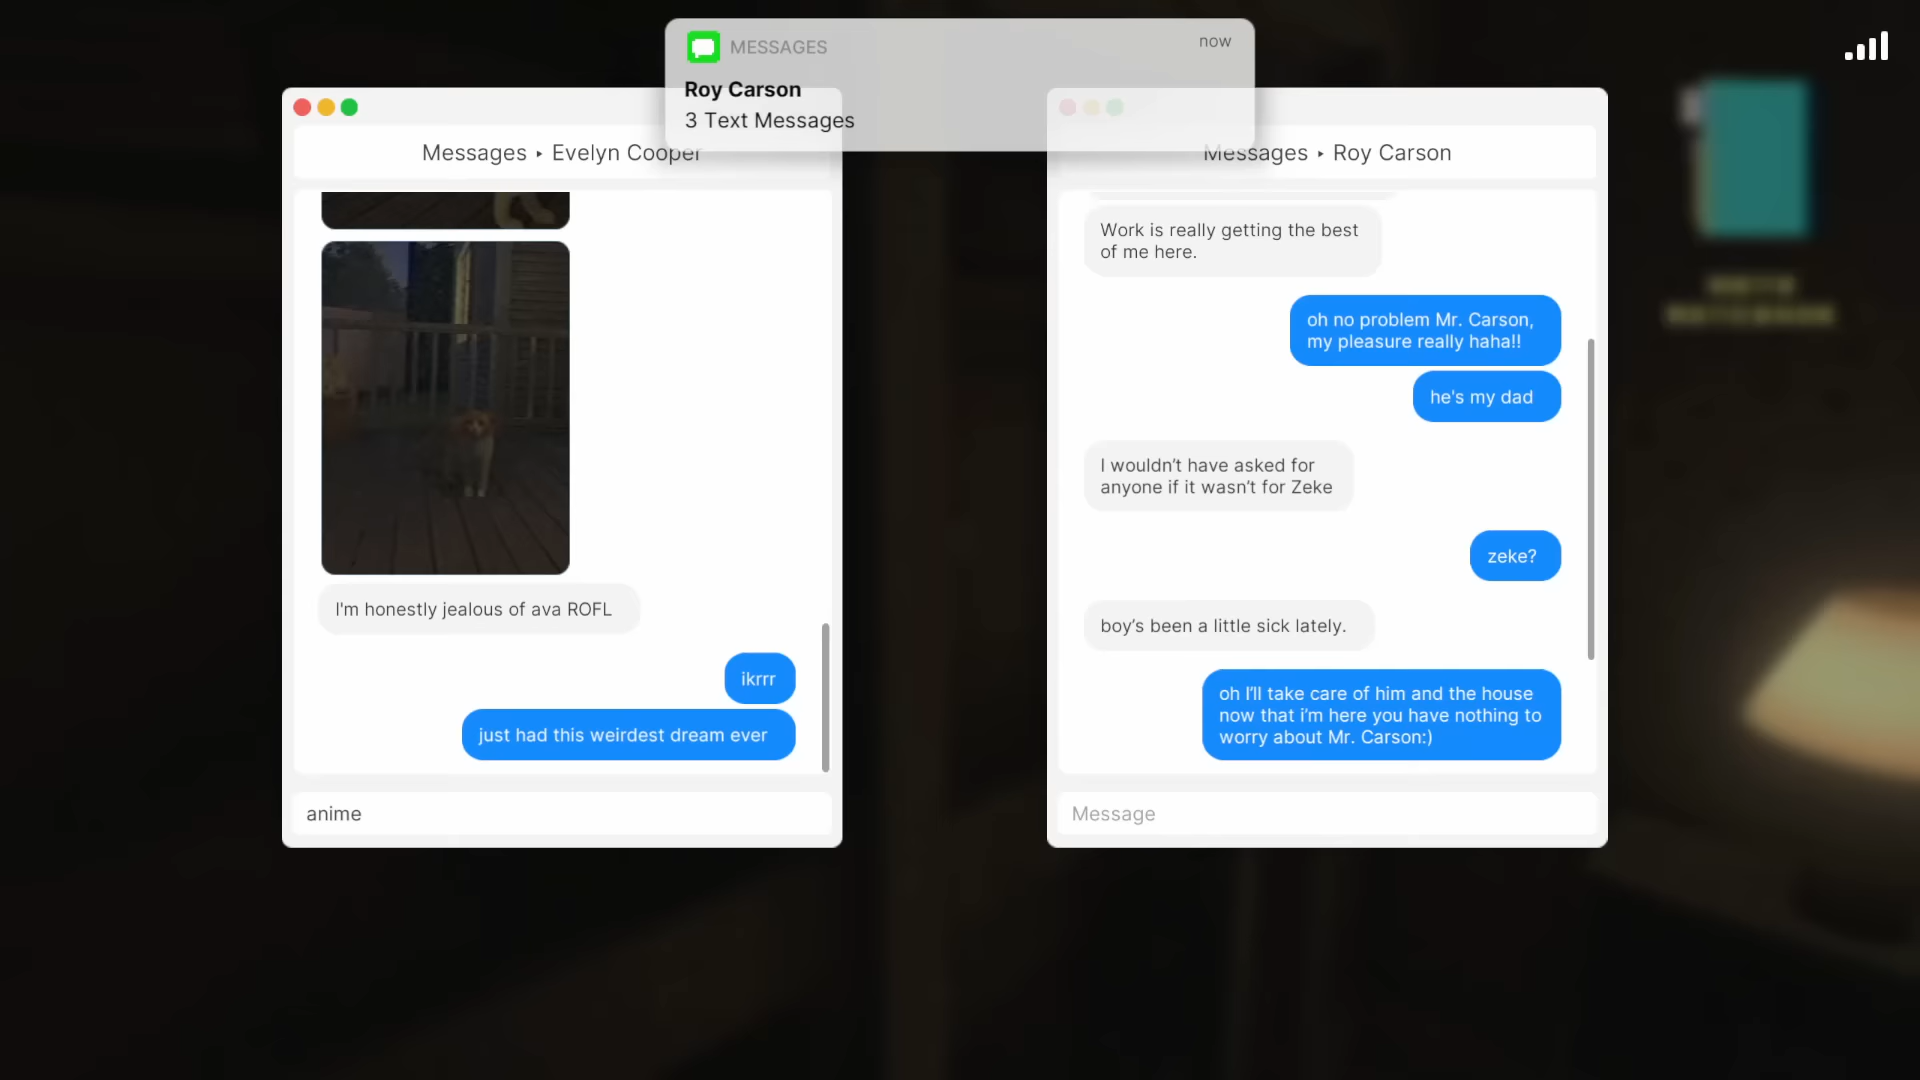 MESSAGES
now
Roy Carson
3 Text Messages
Messages ▸ Evelyn Cooper
I'm honestly jealous of ava ROFL
ikrrr
just had this weirdest dream ever
anime
Messages ▸ Roy Carson
Work is really getting the best
of me here.
oh no problem Mr. Carson,
my pleasure really haha!!
he's my dad
I wouldn’t have asked for
anyone if it wasn’t for Zeke
zeke?
boy’s been a little sick lately.
oh I’ll take care of him and the house
now that i’m here you have nothing to
worry about Mr. Carson:)
Message